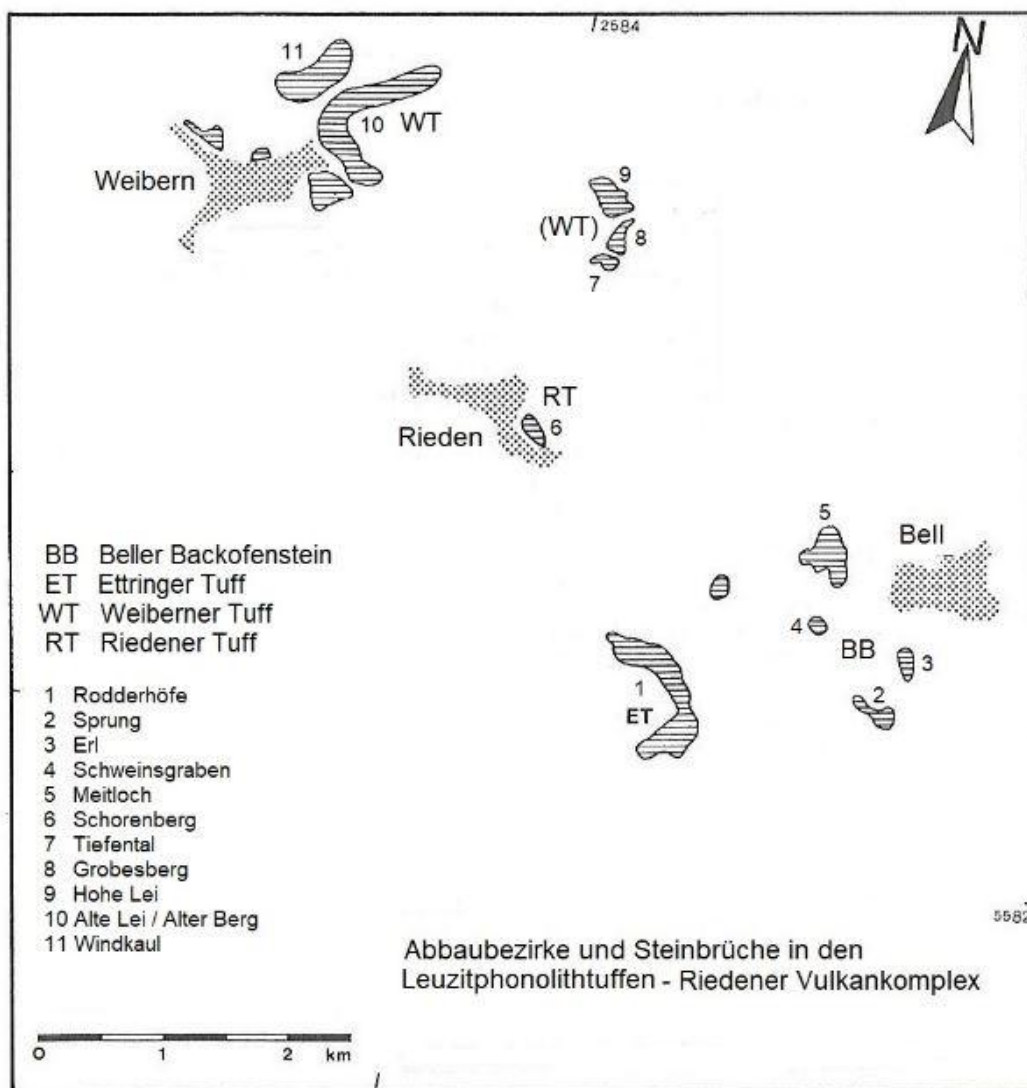 2584
N
11
10 WT
Weibern
9
(WT)
8
7
RT
6
Rieden
5
Bell
4
BB
3
2
1
ET
BB Beller Backofenstein
ET Ettringer Tuff
WT Weiberner Tuff
RT Riedener Tuff
1 Rodderhöfe
2 Sprung
3 Erl
4 Schweinsgraben
5 Meitloch
6 Schorenberg
7 Tiefental
8 Grobesberg
9 Hohe Lei
10 Alte Lei / Alter Berg
11 Windkaul
5582
Abbaubezirke und Steinbrüche in den
Leuzitphonolithtuffen - Riedener Vulkankomplex
0 1 2 km